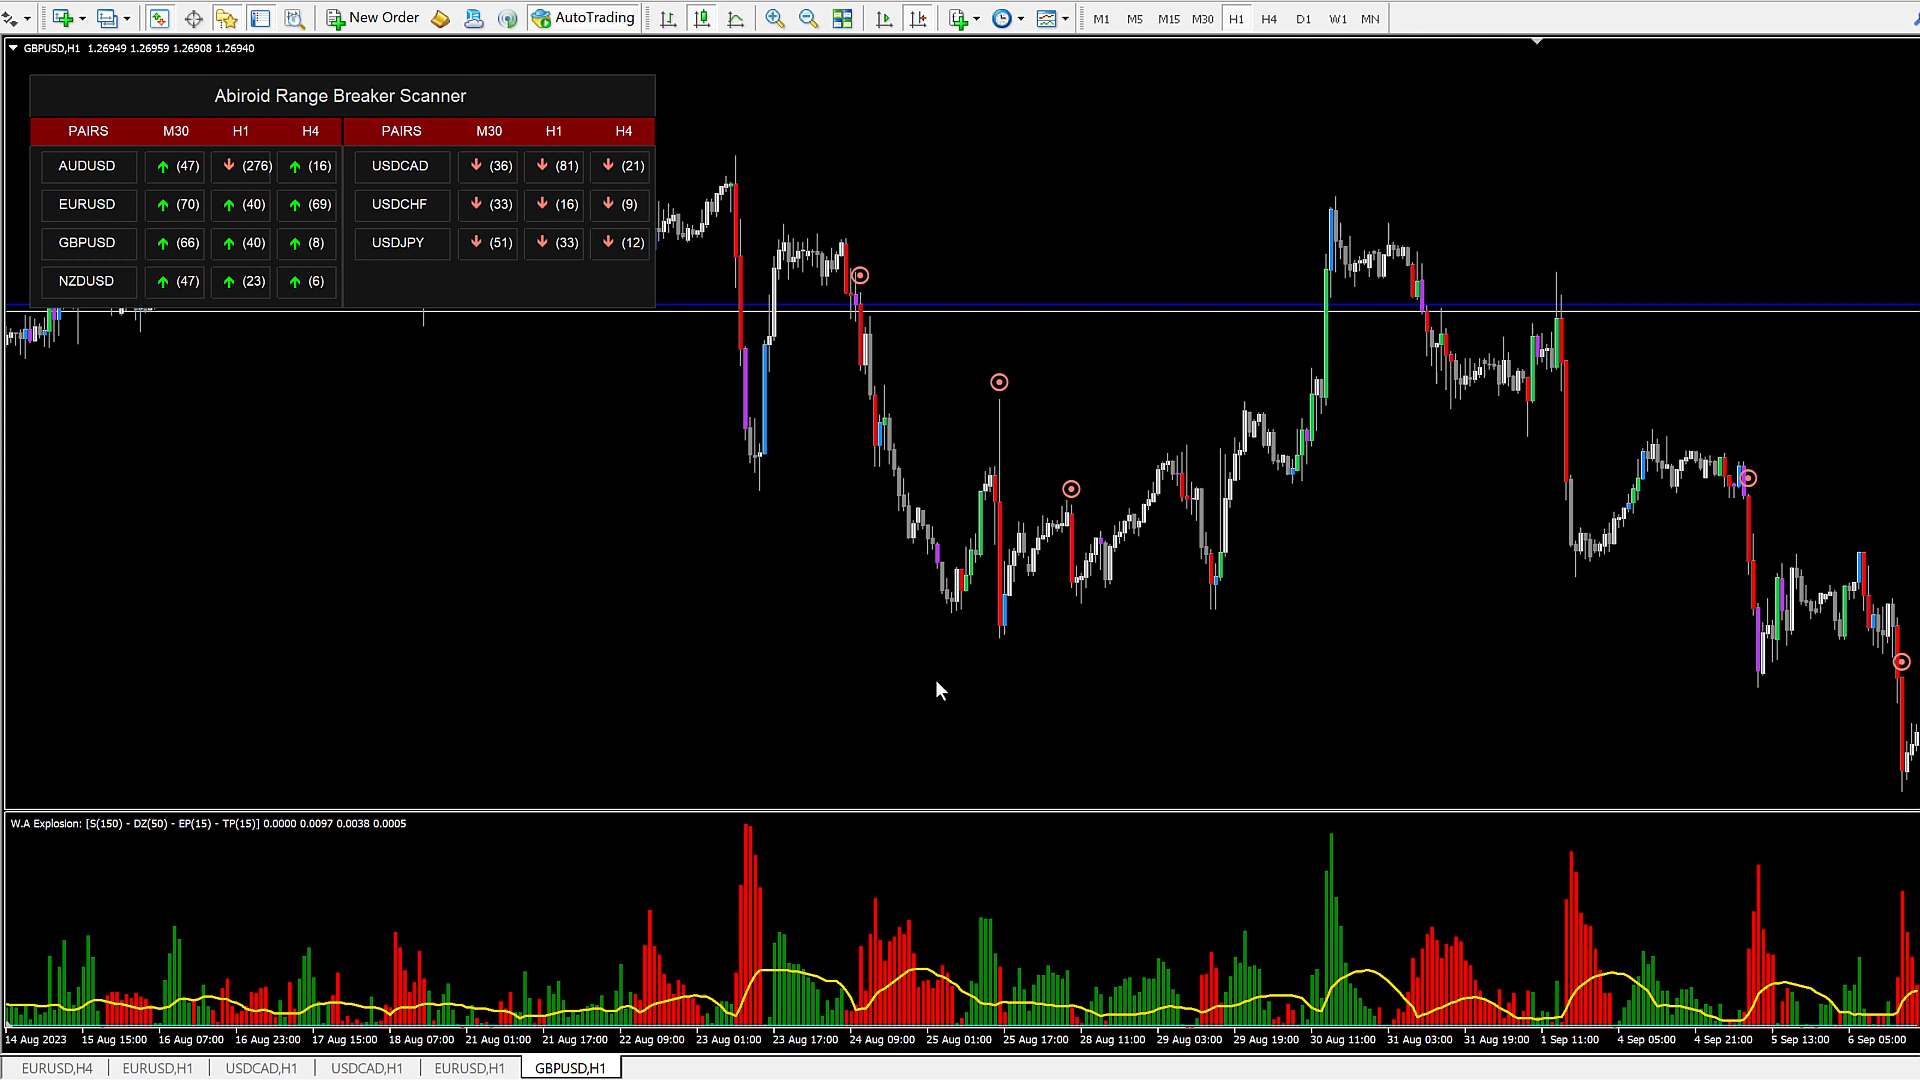 New Order AutoTrading M1 M5 M15 M30 H1 H4 D1 W1 MN
GBPUSD,H1 1.26949 1.26959 1.26908 1.26940
Abiroid Range Breaker Scanner
PAIRS M30 H1 H4 PAIRS M30 H1 H4
AUDUSD (47) (276) (16) USDCAD (36) (81) (21)
EURUSD (70) (40) (69) USDCHF (33) (16) (9)
GBPUSD (66) (40) (8) USDJPY (51) (33) (12)
NZDUSD (47) (23) (6)
W.A Explosion: [S(150) - DZ(50) - EP(15) - TP(15)] 0.0000 0.0097 0.0038 0.0005
14 Aug 2023 15 Aug 15:00 16 Aug 07:00 16 Aug 23:00 17 Aug 15:00 18 Aug 07:00 21 Aug 01:00 21 Aug 17:00 22 Aug 09:00 23 Aug 01:00 23 Aug 17:00 24 Aug 09:00 25 Aug 01:00 25 Aug 17:00 28 Aug 11:00 29 Aug 03:00 29 Aug 19:00 30 Aug 11:00 31 Aug 03:00 31 Aug 19:00 1 Sep 11:00 4 Sep 05:00 4 Sep 21:00 5 Sep 13:00 6 Sep 05:00
EURUSD,H4 EURUSD,H1 USDCAD,H1 USDCAD,H1 EURUSD,H1 GBPUSD,H1